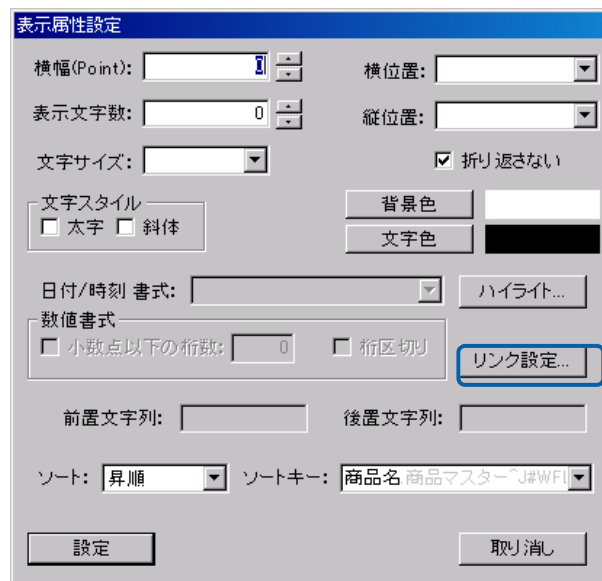 表示属性設定
横幅(Point): 0 横位置:
表示文字数: 0 縦位置:
文字サイズ: 折り返さない
文字スタイル
太字 斜体
背景色
文字色
日付/時刻 書式: ハイライト...
数値書式
小数点以下の桁数: 0 桁区切り
リンク設定...
前置文字列: 後置文字列:
ソート: 昇順 ソートキー: 商品名.商品マスター^J#WFL
設定 取り消し